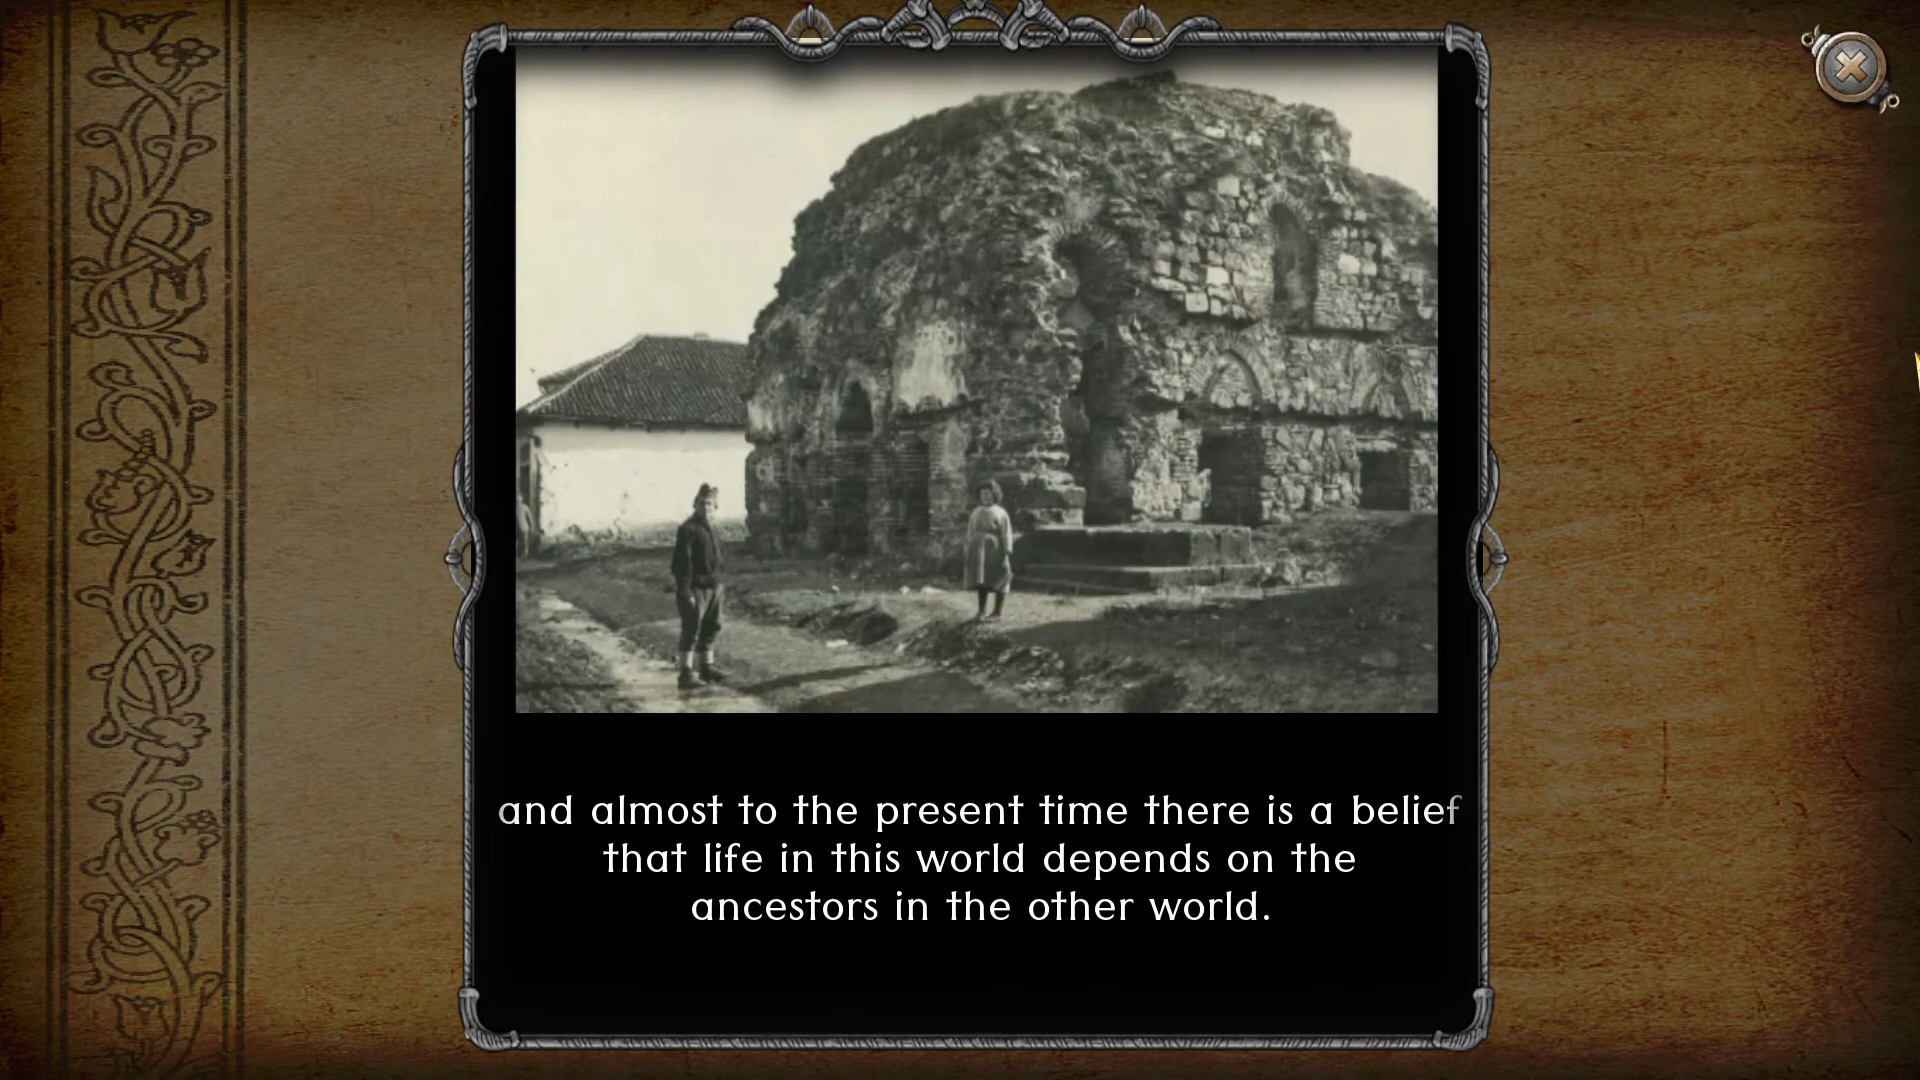 and almost to the present time there is a belief
that life in this world depends on the
ancestors in the other world.